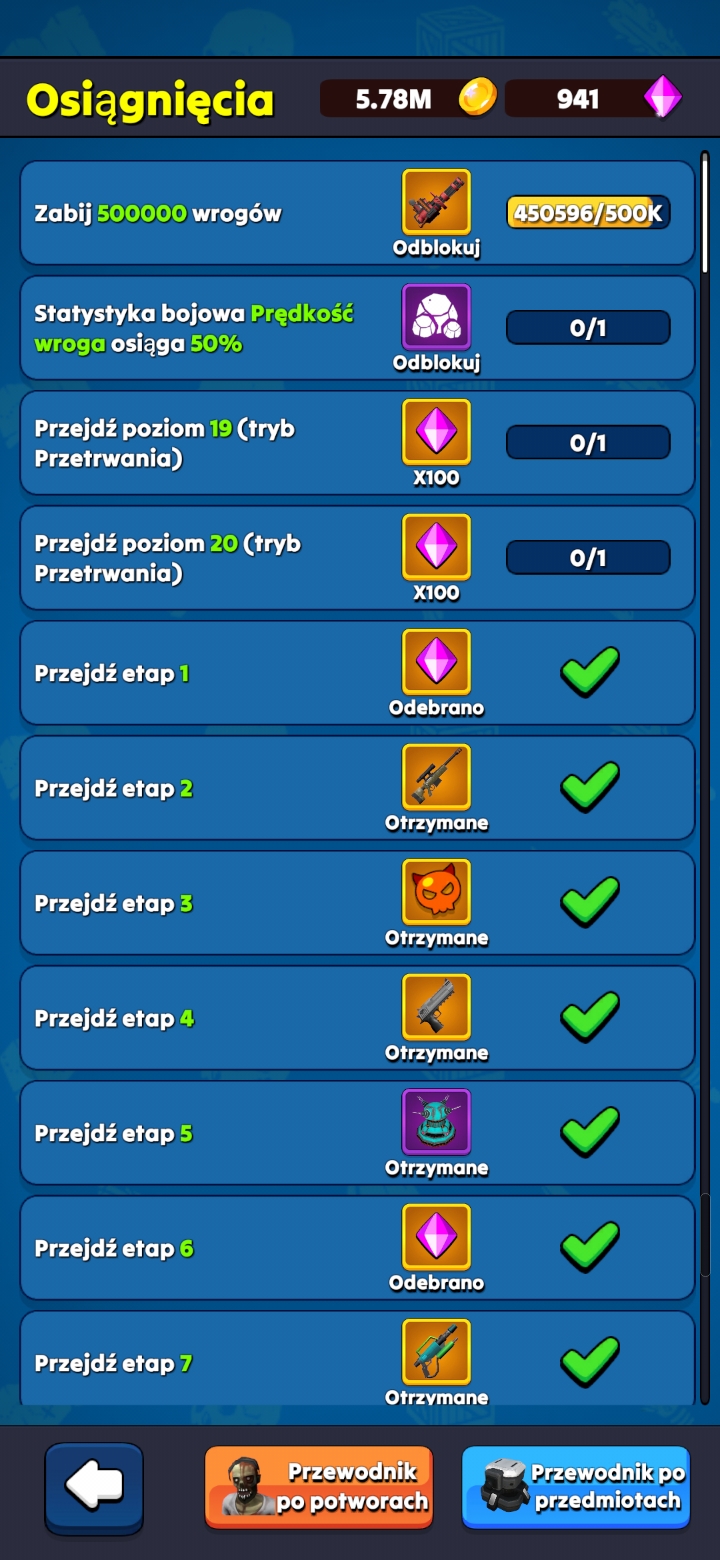 Osiągnięcia
5.78M
941
Zabij 500000 wrogów
Odblokuj
450596/500K
Statystyka bojowa Prędkość
wroga osiąga 50%
Odblokuj
0/1
Przejdź poziom 19 (tryb
Przetrwania)
X100
0/1
Przejdź poziom 20 (tryb
Przetrwania)
X100
0/1
Przejdź etap 1
Odebrano
Przejdź etap 2
Otrzymane
Przejdź etap 3
Otrzymane
Przejdź etap 4
Otrzymane
Przejdź etap 5
Otrzymane
Przejdź etap 6
Odebrano
Przejdź etap 7
Otrzymane
Przewodnik
po potworach
Przewodnik po
przedmiotach